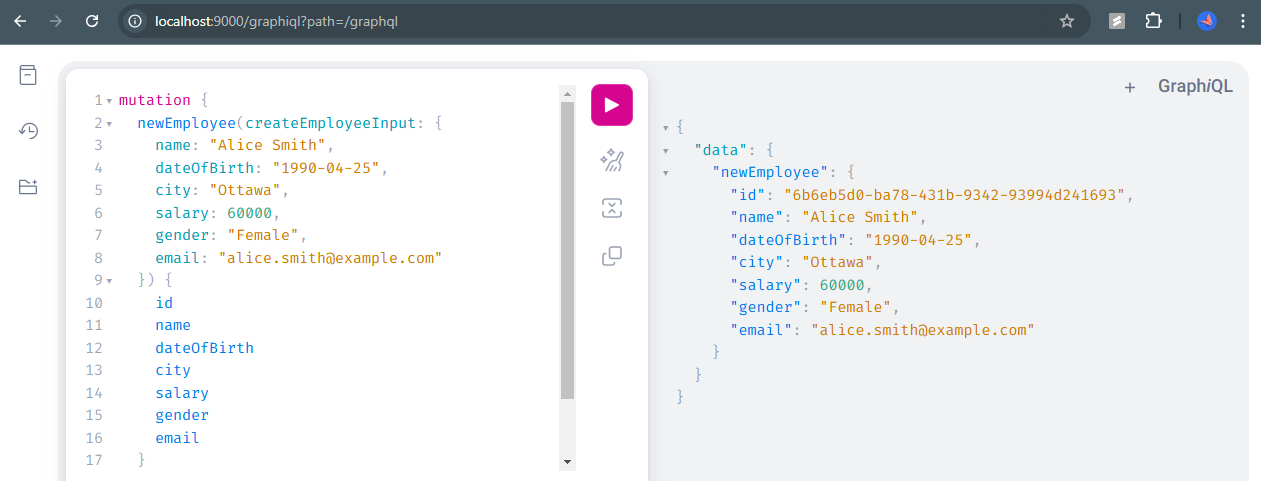 localhost:9000/graphiql?path=/graphql
1 mutation {
2 newEmployee(createEmployeeInput: {
3 name: "Alice Smith",
4 dateOfBirth: "1990-04-25",
5 city: "Ottawa",
6 salary: 60000,
7 gender: "Female",
8 email: "alice.smith@example.com"
9 }) {
10 id
11 name
12 dateOfBirth
13 city
14 salary
15 gender
16 email
17 }
+ GraphiQL
{
"data": {
"newEmployee": {
"id": "6b6eb5d0-ba78-431b-9342-93994d241693",
"name": "Alice Smith",
"dateOfBirth": "1990-04-25",
"city": "Ottawa",
"salary": 60000,
"gender": "Female",
"email": "alice.smith@example.com"
}
}
}